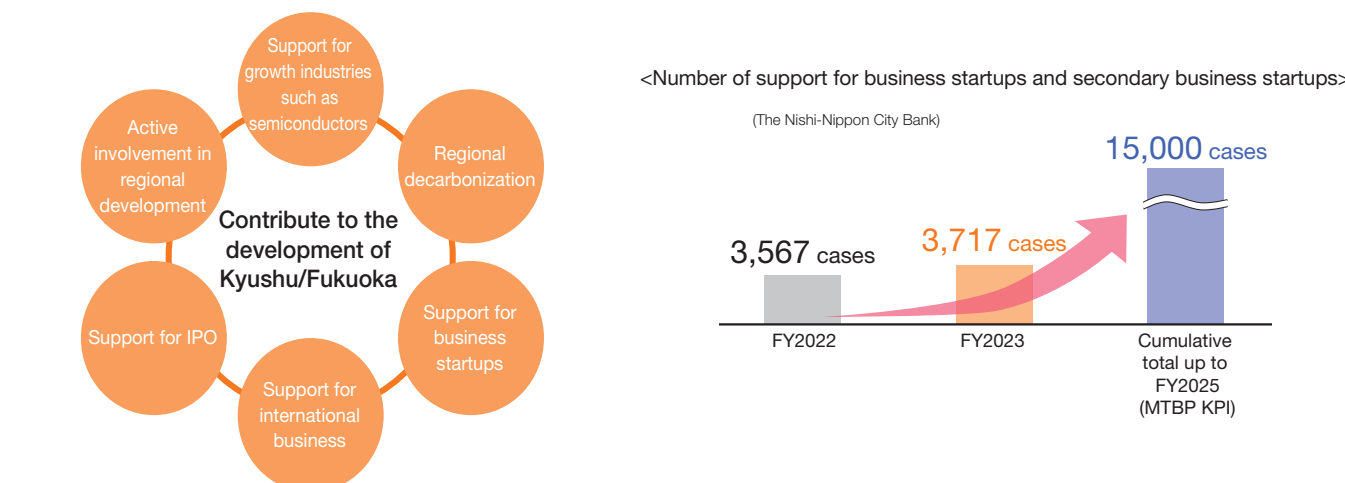 Support for
growth industries
such as
semiconductors
Active
involvement in
regional
development
Regional
decarbonization
Contribute to the
development of
Kyushu/Fukuoka
Support for IPO
Support for
business
startups
Support for
international
business
<Number of support for business startups and secondary business startups>
(The Nishi-Nippon City Bank)
15,000 cases
3,717 cases
3,567 cases
FY2022
FY2023
Cumulative
total up to
FY2025
(MTBP KPI)